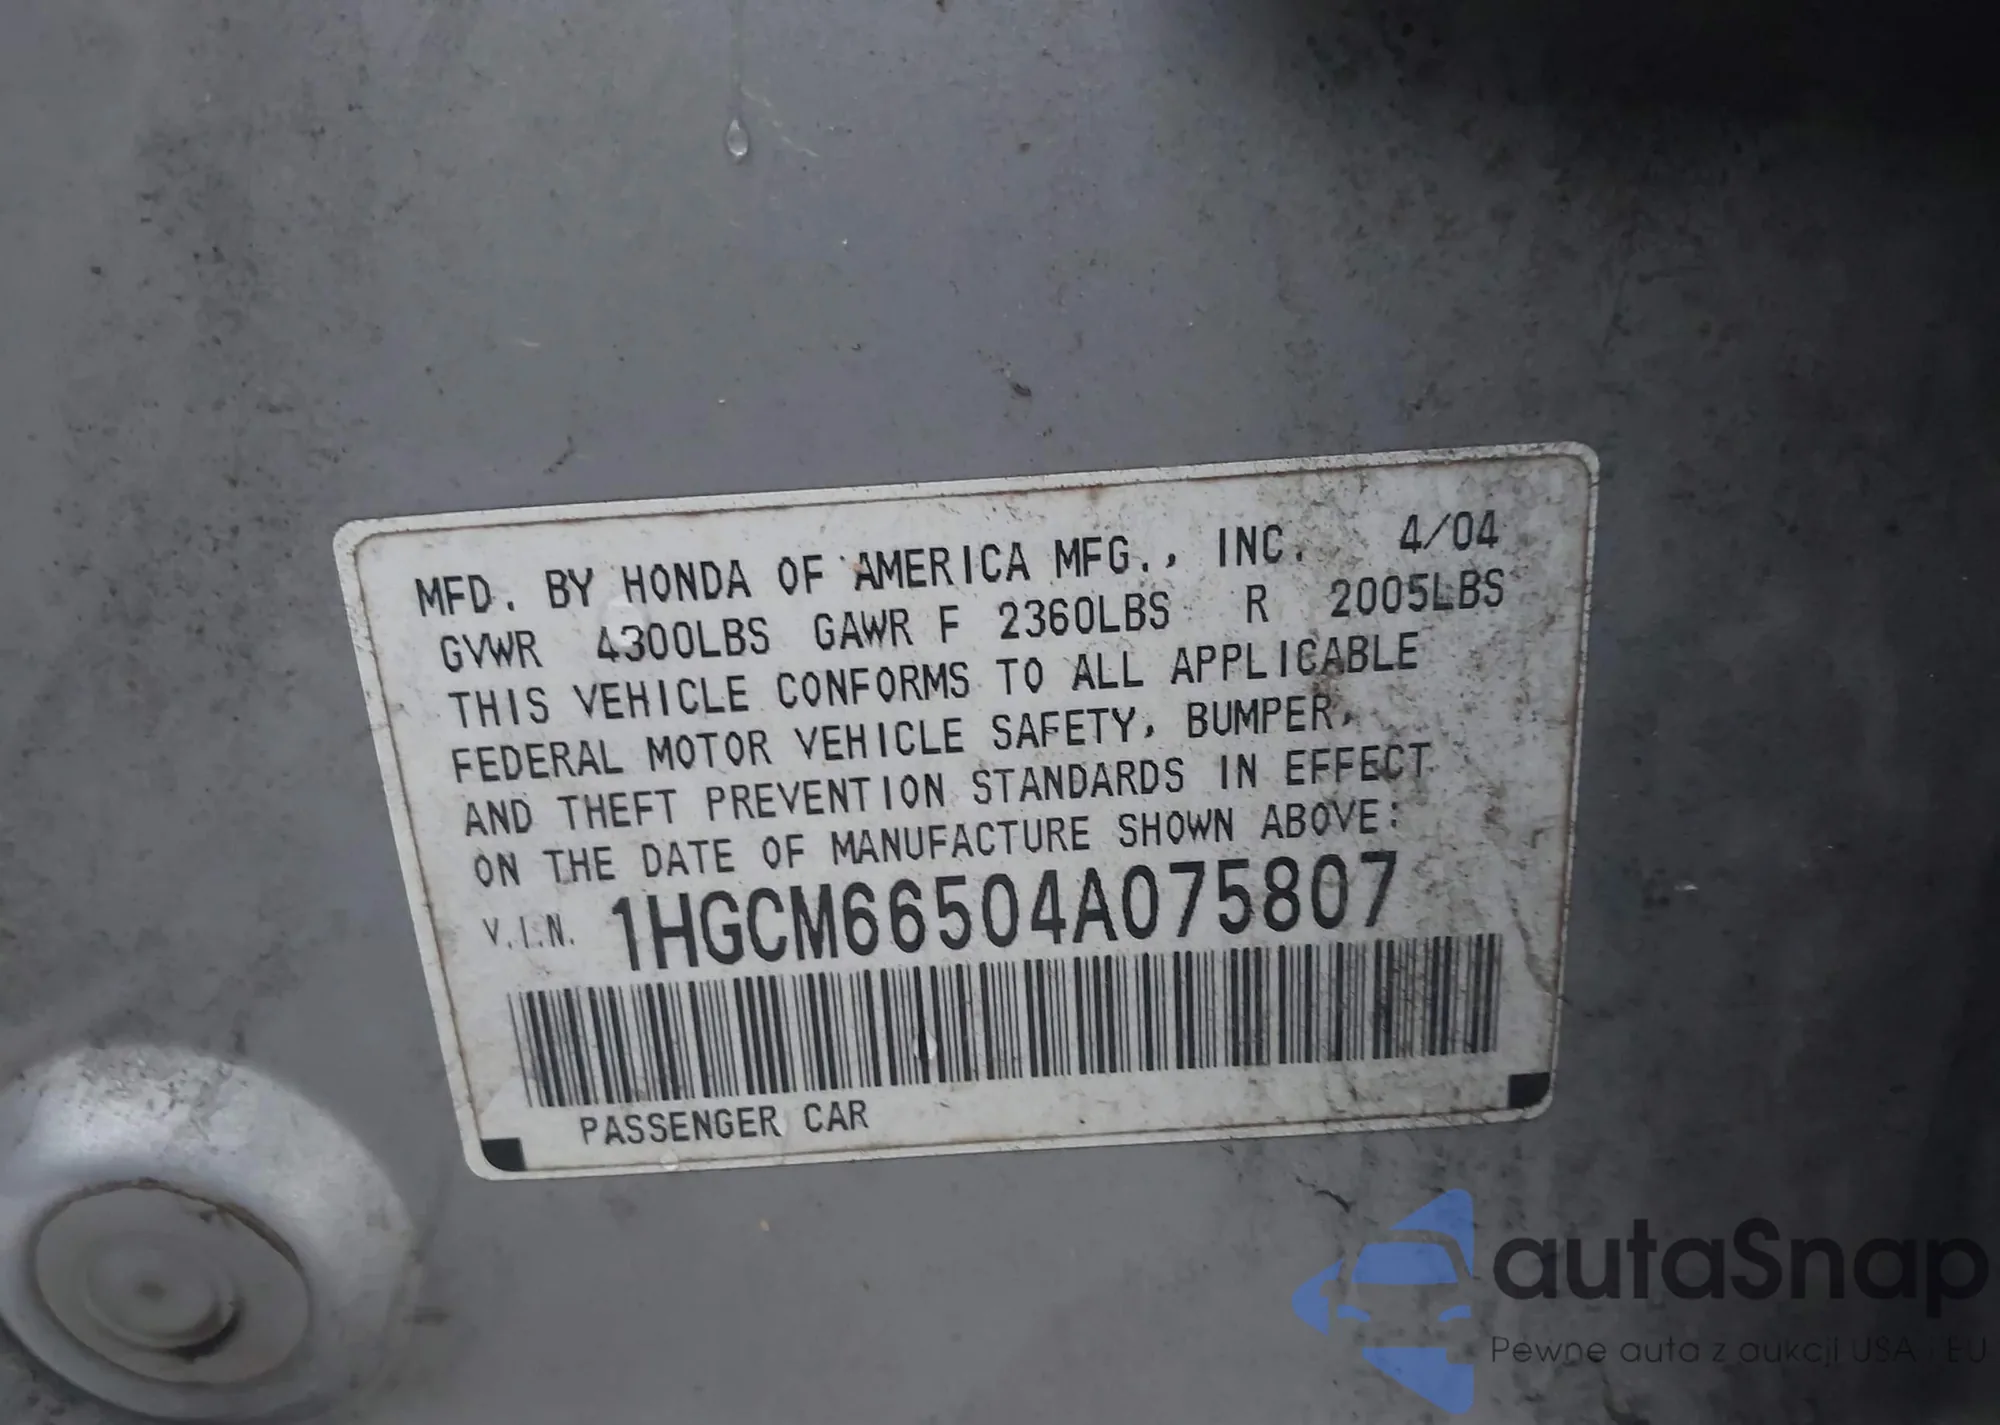 MFD. BY HONDA OF AMERICA MFG., INC. 4/04
GVWR 4300LBS GAWR F 2360LBS R 2005LBS
THIS VEHICLE CONFORMS TO ALL APPLICABLE
FEDERAL MOTOR VEHICLE SAFETY, BUMPER,
AND THEFT PREVENTION STANDARDS IN EFFECT
ON THE DATE OF MANUFACTURE SHOWN ABOVE:
V.I.N. 1HGCM66504A075807
PASSENGER CAR
autaSnap
Pewne auta z aukcji USA i EU